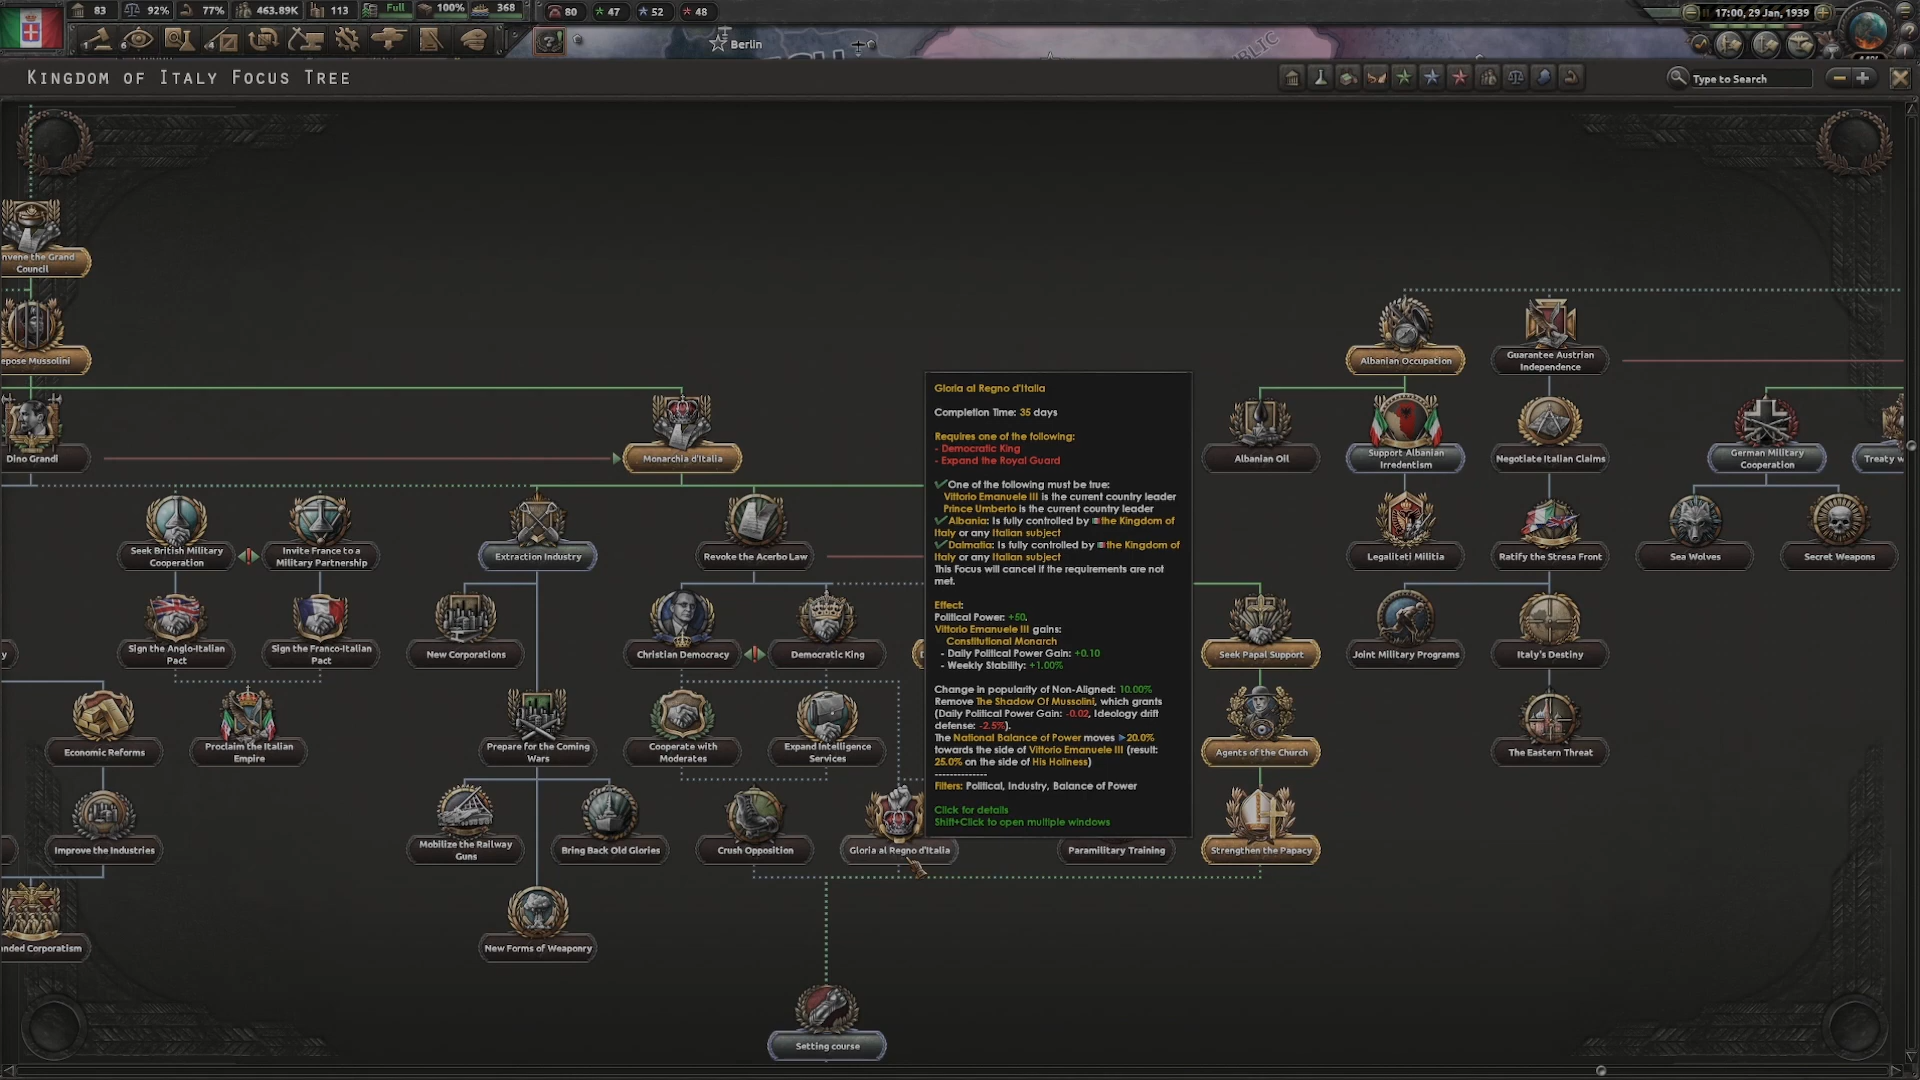 83
92%
77%
463.89K
113
Full
100%
368
80
47
52
48
17:00, 29 Jan, 1939
Berlin
Kingdom of Italy Focus Tree
Type to Search
nvene the Grand
Council
epose Mussolini
Dino Grandi
Monarchia d'Italia
Albanian Occupation
Guarantee Austrian
Independence
Albanian Oil
Support Albanian
Irredentism
Negotiate Italian Claims
German Military
Cooperation
Treaty w
Seek British Military
Cooperation
Invite France to a
Military Partnership
Extraction Industry
Revoke the Acerbo Law
Legaliteti Militia
Ratify the Stresa Front
Sea Wolves
Secret Weapons
Sign the Anglo-Italian
Pact
Sign the Franco-Italian
Pact
New Corporations
Christian Democracy
Democratic King
Seek Papal Support
Joint Military Programs
Italy's Destiny
Economic Reforms
Proclaim the Italian
Empire
Prepare for the Coming
Wars
Cooperate with
Moderates
Expand Intelligence
Services
Agents of the Church
The Eastern Threat
Improve the Industries
Mobilize the Railway
Guns
Bring Back Old Glories
Crush Opposition
Gloria al Regno d'Italia
Paramilitary Training
Strengthen the Papacy
nded Corporatism
New Forms of Weaponry
Setting course
Gloria al Regno d'Italia
Completion Time: 35 days
Requires one of the following:
- Democratic King
- Expand the Royal Guard
One of the following must be true:
Vittorio Emanuele III is the current country leader
Prince Umberto is the current country leader
Albania: Is fully controlled by the Kingdom of
Italy or any Italian subject
Dalmatia: Is fully controlled by the Kingdom of
Italy or any Italian subject
This Focus will cancel if the requirements are not
met.
Effect:
Political Power: +50.
Vittorio Emanuele III gains:
Constitutional Monarch
- Daily Political Power Gain: +0.10
- Weekly Stability: +1.00%
Change in popularity of Non-Aligned: 10.00%
Remove The Shadow Of Mussolini, which grants
(Daily Political Power Gain: -0.02, Ideology drift
defense: -2.5%).
The National Balance of Power moves 20.0%
towards the side of Vittorio Emanuele III (result:
25.0% on the side of His Holiness)
--------------
Filters: Political, Industry, Balance of Power
Click for details
Shift+Click to open multiple windows